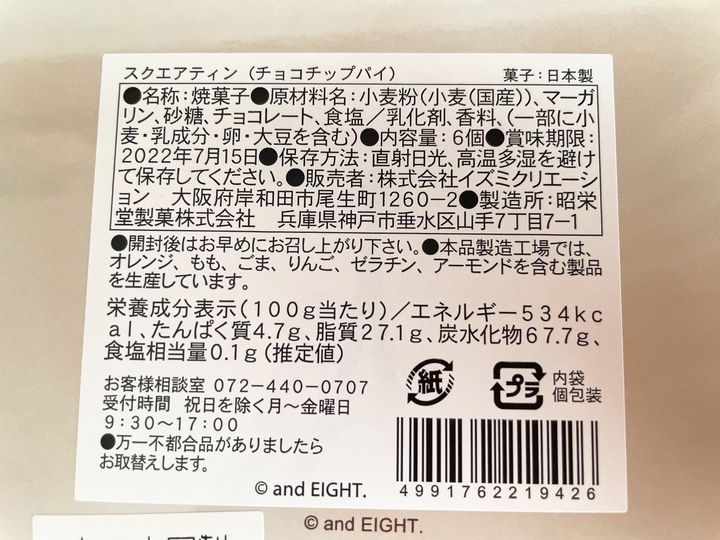 スクエアティン（チョコチップパイ） 菓子：日本製
●名称：焼菓子●原材料名：小麦粉（小麦（国産））、マーガ
リン、砂糖、チョコレート、食塩／乳化剤、香料、（一部に小
麦・乳成分・卵・大豆を含む）●内容量：6個●賞味期限：
2022年7月15日●保存方法：直射日光、高温多湿を避け
て保存してください。●販売者：株式会社イズミクリエーシ
ョン 大阪府岸和田市尾生町1260-2●製造所：昭栄
堂製菓株式会社 兵庫県神戸市垂水区山手7丁目7-1
●開封後はお早めにお召し上がり下さい。●本品製造工場では、
オレンジ、もも、ごま、りんご、ゼラチン、アーモンドを含む製品
を生産しています。
栄養成分表示（100g当たり）／エネルギー534kc
al、たんぱく質4.7g、脂質27.1g、炭水化物67.7g、
食塩相当量0.1g（推定値）
お客様相談室 072-440-0707
受付時間 祝日を除く月〜金曜日
9:30〜17:00
●万一不都合品がありましたら
お取替えします。
紙
プラ
内袋
個包装
© and EIGHT.
4991762219426
© and EIGHT.